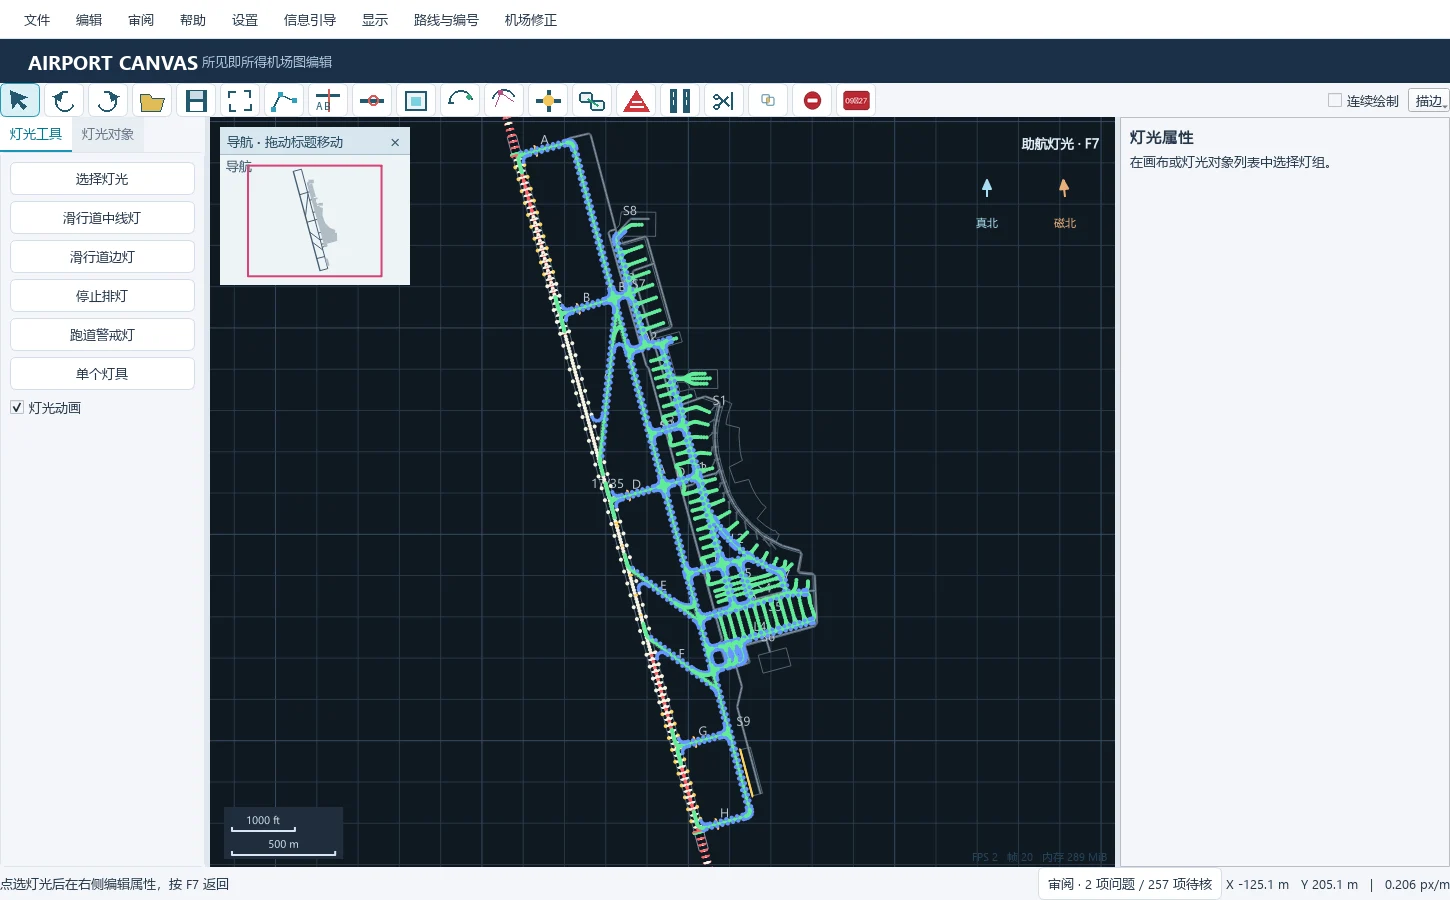 文件 编辑 审阅 帮助 设置 信息引导 显示 路线与编号 机场修正
AIRPORT CANVAS 所见即所得机场图编辑
连续绘制 描边
灯光工具 灯光对象
选择灯光
滑行道中线灯
滑行道边灯
停止排灯
跑道警戒灯
单个灯具
灯光动画
导航 · 拖动标题移动 ×
导航
助航灯光 · F7
真北 磁北
A
S8
B
S1
D
E
F
S9
G
H
1000 ft
500 m
FPS 2 帧 20 内存 289 MiB
灯光属性
在画布或灯光对象列表中选择灯组。
点选灯光后在右侧编辑属性，按 F7 返回
审阅 · 2 项问题 / 257 项待核
X -125.1 m Y 205.1 m | 0.206 px/m